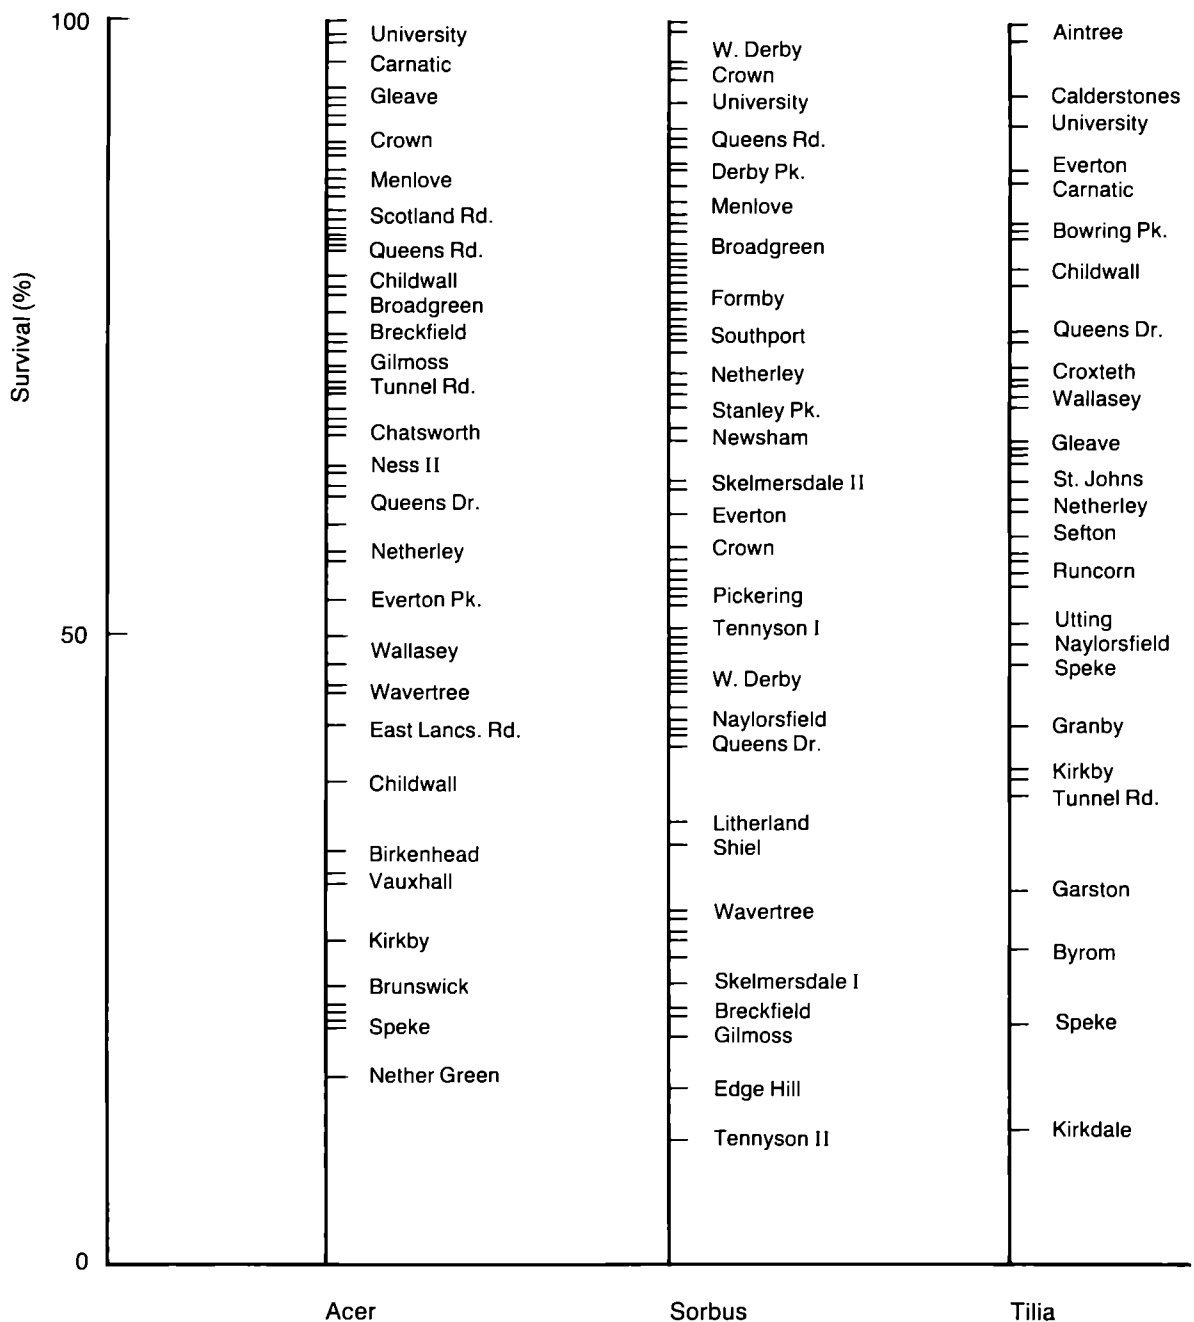 Survival (%)
100
50
0
University
Carnatic
Gleave
Crown
Menlove
Scotland Rd.
Queens Rd.
Childwall
Broadgreen
Breckfield
Gilmoss
Tunnel Rd.
Chatsworth
Ness II
Queens Dr.
Netherley
Everton Pk.
Wallasey
Wavertree
East Lancs. Rd.
Childwall
Birkenhead
Vauxhall
Kirkby
Brunswick
Speke
Nether Green
Acer
W. Derby
Crown
University
Queens Rd.
Derby Pk.
Menlove
Broadgreen
Formby
Southport
Netherley
Stanley Pk.
Newsham
Skelmersdale II
Everton
Crown
Pickering
Tennyson I
W. Derby
Naylorsfield
Queens Dr.
Litherland
Shiel
Wavertree
Skelmersdale I
Breckfield
Gilmoss
Edge Hill
Tennyson II
Sorbus
Aintree
Calderstones
University
Everton
Carnatic
Bowring Pk.
Childwall
Queens Dr.
Croxteth
Wallasey
Gleave
St. Johns
Netherley
Sefton
Runcorn
Utting
Naylorsfield
Speke
Granby
Kirkby
Tunnel Rd.
Garston
Byrom
Speke
Kirkdale
Tilia